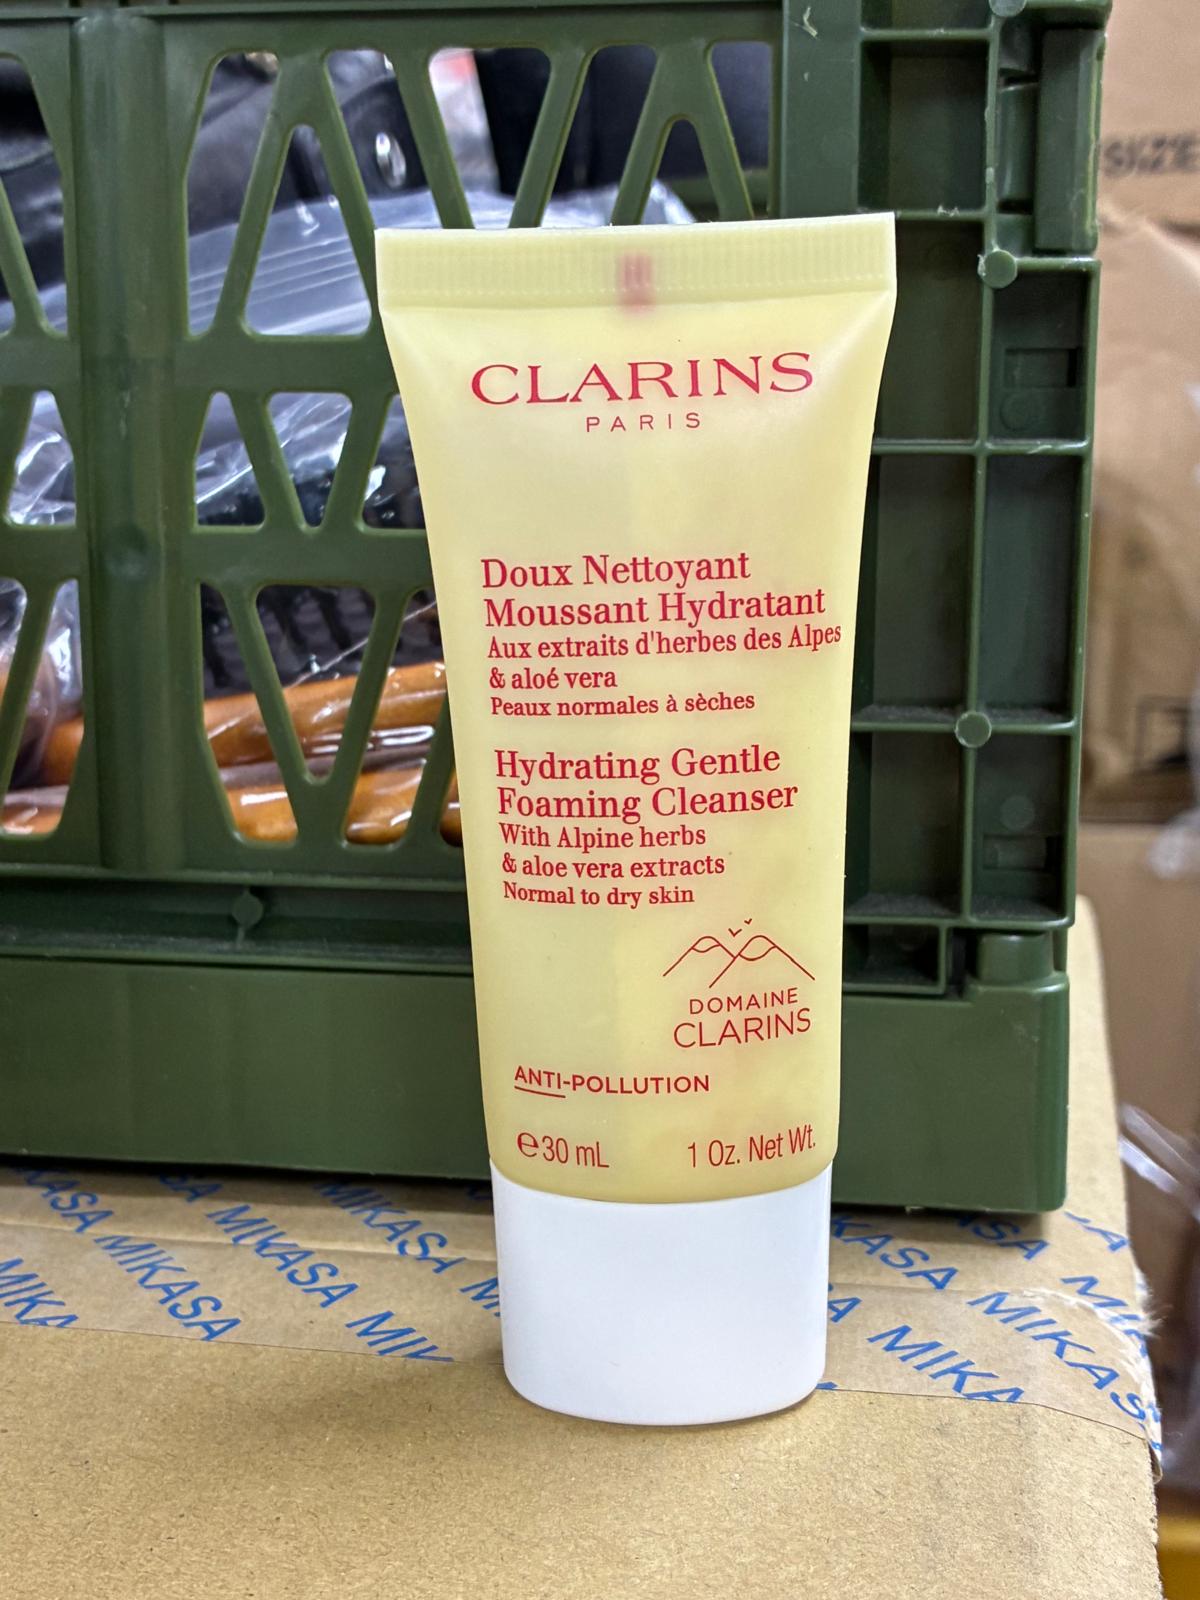 SIZE
CLARINS
PARIS
Doux Nettoyant
Moussant Hydratant
Aux extraits d'herbes des Alpes
& aloé vera
Peaux normales à sèches
Hydrating Gentle
Foaming Cleanser
With Alpine herbs
& aloe vera extracts
Normal to dry skin
DOMAINE
CLARINS
ANTI-POLLUTION
℮30 mL 1 Oz. Net Wt.
MIKASA MIKASA MIKASA
MIKASA MIKASA